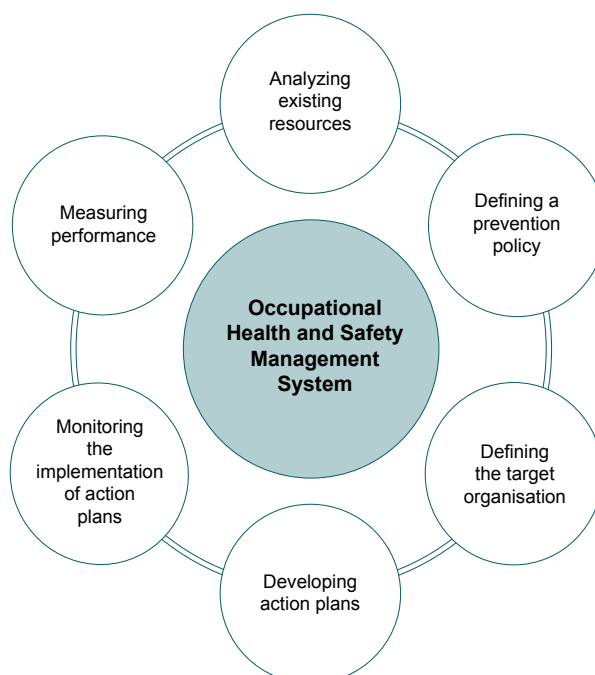 Analyzing
existing
resources
Defining a
prevention
policy
Defining
the target
organisation
Developing
action plans
Monitoring
the
implementation
of action
plans
Measuring
performance
Occupational
Health and Safety
Management
System